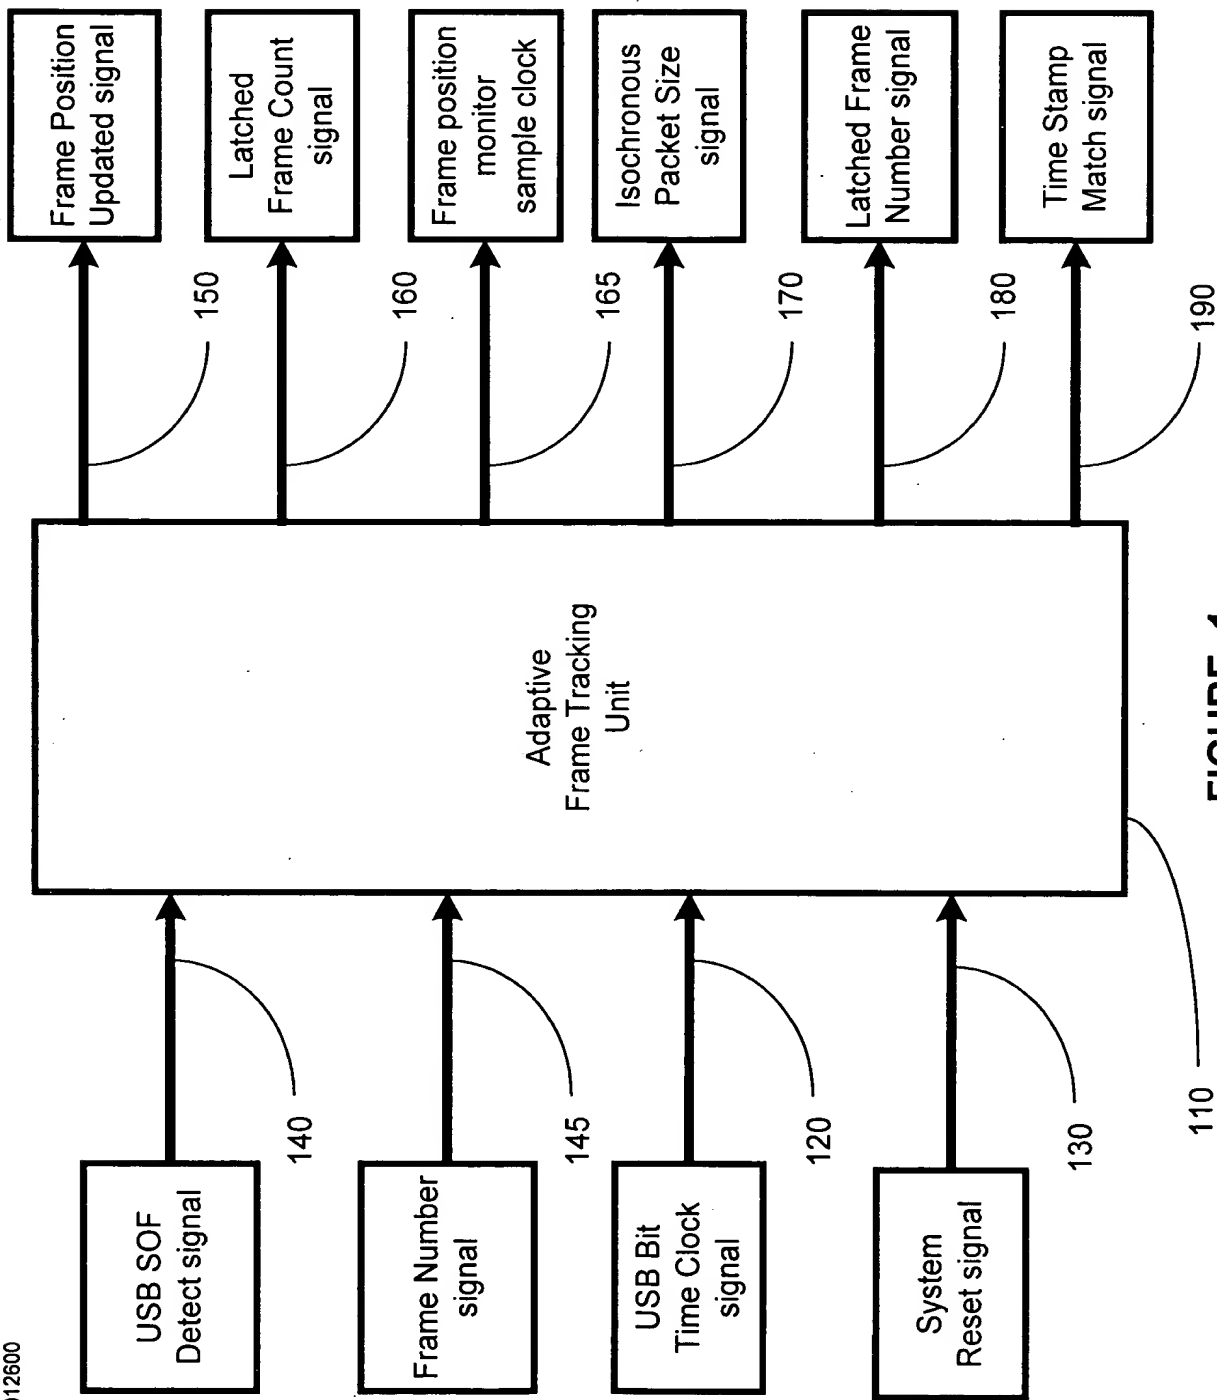 012600
USB SOF
Detect signal
Frame Number
signal
USB Bit
Time Clock
signal
System
Reset signal
140
145
120
130
110
Adaptive
Frame Tracking
Unit
150
160
165
170
180
190
Frame Position
Updated signal
Latched
Frame Count
signal
Frame position
monitor
sample clock
Isochronous
Packet Size
signal
Latched Frame
Number signal
Time Stamp
Match signal
FIGURE